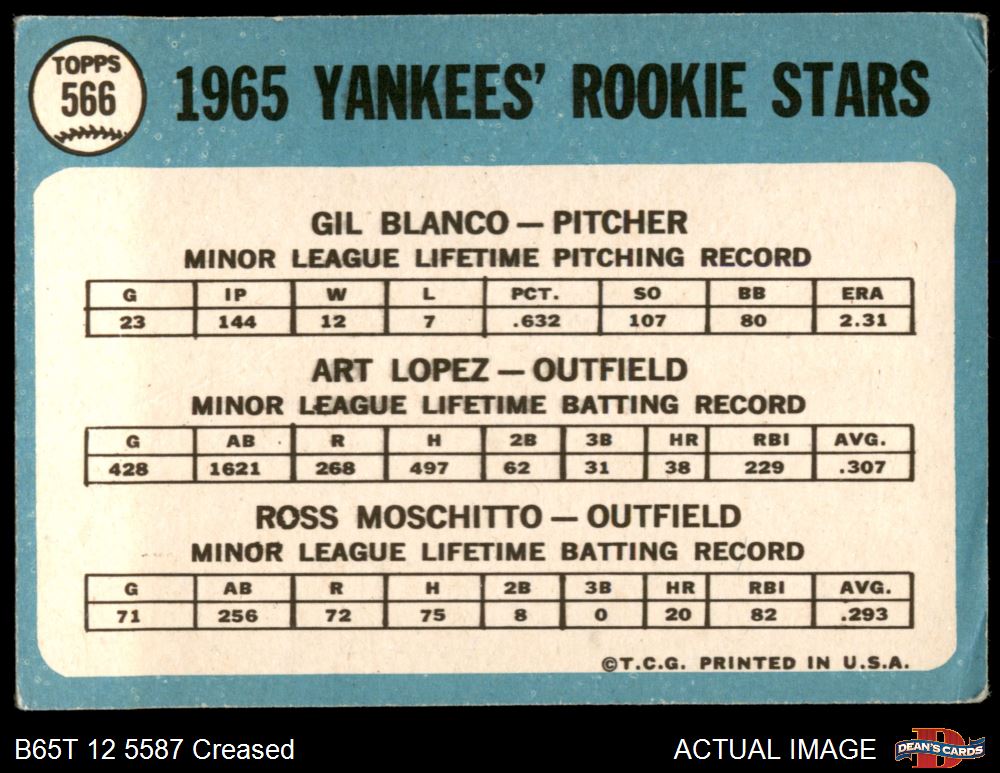 TOPPS
566
1965 YANKEES' ROOKIE STARS
GIL BLANCO — PITCHER
MINOR LEAGUE LIFETIME PITCHING RECORD
G IP W L PCT. SO BB ERA
23 144 12 7 .632 107 80 2.31
ART LOPEZ — OUTFIELD
MINOR LEAGUE LIFETIME BATTING RECORD
G AB R H 2B 3B HR RBI AVG.
428 1621 268 497 62 31 38 229 .307
ROSS MOSCHITTO — OUTFIELD
MINOR LEAGUE LIFETIME BATTING RECORD
G AB R H 2B 3B HR RBI AVG.
71 256 72 75 8 0 20 82 .293
©T.C.G. PRINTED IN U.S.A.
B65T 12 5587 Creased
ACTUAL IMAGE
D
DEAN'S CARDS